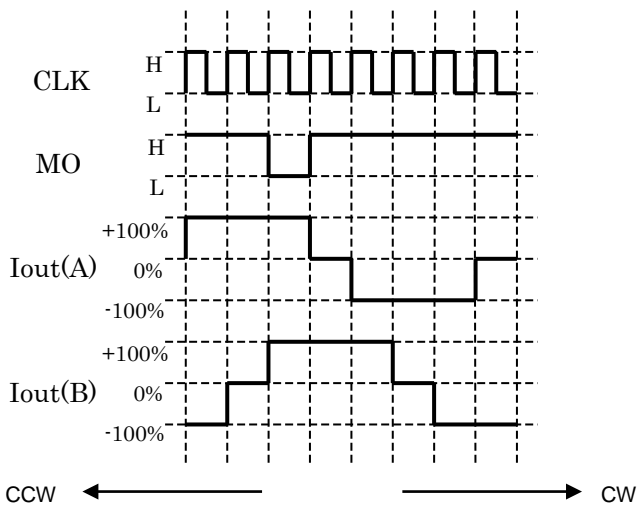 CLK
H
L
MO
H
L
Iout(A)
+100%
0%
-100%
Iout(B)
+100%
0%
-100%
CCW
CW